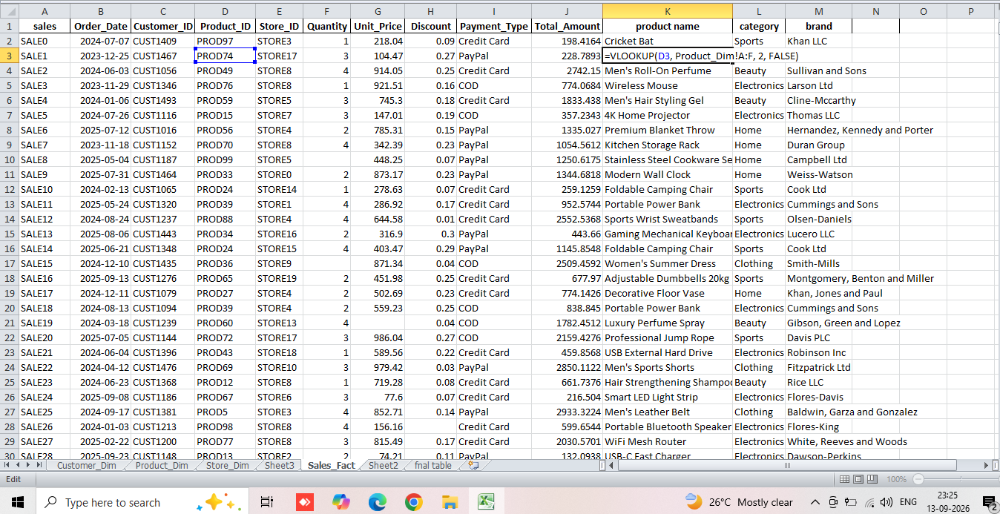 A B C D E F G H I J K L M N O P
1 sales Order_Date Customer_ID Product_ID Store_ID Quantity Unit_Price Discount Payment_Type Total_Amount product name category brand
2 SALE0 2024-07-07 CUST1409 PROD97 STORE3 1 218.04 0.09 Credit Card 198.4164 Cricket Bat Sports Khan LLC
3 SALE1 2023-12-25 CUST1467 PROD74 STORE17 3 104.47 0.27 PayPal 228.7893 =VLOOKUP(D3, Product_Dim!A:F, 2, FALSE)
4 SALE2 2024-06-03 CUST1056 PROD49 STORE8 4 914.05 0.25 Credit Card 2742.15 Men's Roll-On Perfume Beauty Sullivan and Sons
5 SALE3 2023-11-29 CUST1346 PROD76 STORE8 1 921.51 0.16 COD 774.0684 Wireless Mouse Electronics Larson Ltd
6 SALE4 2024-01-06 CUST1493 PROD59 STORE5 3 745.3 0.18 Credit Card 1833.438 Men's Hair Styling Gel Beauty Cline-Mccarthy
7 SALE5 2024-07-26 CUST1116 PROD15 STORE7 3 147.01 0.19 COD 357.2343 4K Home Projector Electronics Thomas LLC
8 SALE6 2025-07-12 CUST1016 PROD56 STORE4 2 785.31 0.15 PayPal 1335.027 Premium Blanket Throw Home Hernandez, Kennedy and Porter
9 SALE7 2023-11-18 CUST1152 PROD70 STORE8 4 342.39 0.23 PayPal 1054.5612 Kitchen Storage Rack Home Duran Group
10 SALE8 2025-05-04 CUST1187 PROD99 STORE5 448.25 0.07 PayPal 1250.6175 Stainless Steel Cookware Se Home Campbell Ltd
11 SALE9 2025-07-31 CUST1464 PROD33 STORE0 2 873.17 0.23 PayPal 1344.6818 Modern Wall Clock Home Weiss-Watson
12 SALE10 2024-02-13 CUST1065 PROD24 STORE14 1 278.63 0.07 Credit Card 259.1259 Foldable Camping Chair Sports Cook Ltd
13 SALE11 2025-05-24 CUST1320 PROD39 STORE1 4 286.92 0.17 Credit Card 952.5744 Portable Power Bank Electronics Cummings and Sons
14 SALE12 2024-08-24 CUST1237 PROD88 STORE4 4 644.58 0.01 Credit Card 2552.5368 Sports Wrist Sweatbands Sports Olsen-Daniels
15 SALE13 2025-08-06 CUST1443 PROD34 STORE16 2 316.9 0.3 PayPal 443.66 Gaming Mechanical Keyboar Electronics Lucero LLC
16 SALE14 2025-06-21 CUST1348 PROD24 STORE15 4 403.47 0.29 PayPal 1145.8548 Foldable Camping Chair Sports Cook Ltd
17 SALE15 2024-12-10 CUST1435 PROD36 STORE9 871.34 0.04 COD 2509.4592 Women's Summer Dress Clothing Smith-Mills
18 SALE16 2025-09-13 CUST1276 PROD65 STORE19 2 451.98 0.25 Credit Card 677.97 Adjustable Dumbbells 20kg Sports Montgomery, Benton and Miller
19 SALE17 2024-12-11 CUST1079 PROD27 STORE4 2 502.69 0.23 Credit Card 774.1426 Decorative Floor Vase Home Khan, Jones and Paul
20 SALE18 2024-08-13 CUST1094 PROD39 STORE4 2 559.23 0.25 COD 838.845 Portable Power Bank Electronics Cummings and Sons
21 SALE19 2024-03-18 CUST1239 PROD60 STORE13 4 0.04 COD 1782.4512 Luxury Perfume Spray Beauty Gibson, Green and Lopez
22 SALE20 2025-07-05 CUST1144 PROD72 STORE17 3 986.04 0.27 COD 2159.4276 Professional Jump Rope Sports Davis PLC
23 SALE21 2024-06-04 CUST1396 PROD43 STORE18 1 589.56 0.22 Credit Card 459.8568 USB External Hard Drive Electronics Robinson Inc
24 SALE22 2024-04-12 CUST1476 PROD69 STORE10 3 979.42 0.03 PayPal 2850.1122 Men's Sports Shorts Clothing Fitzpatrick Ltd
25 SALE23 2024-06-23 CUST1368 PROD12 STORE8 1 719.28 0.08 Credit Card 661.7376 Hair Strengthening Shampoo Beauty Rice LLC
26 SALE24 2025-09-08 CUST1186 PROD67 STORE6 3 77.6 0.07 Credit Card 216.504 Smart LED Light Strip Electronics Flores-Davis
27 SALE25 2024-09-17 CUST1381 PROD5 STORE3 4 852.71 0.14 PayPal 2933.3224 Men's Leather Belt Clothing Baldwin, Garza and Gonzalez
28 SALE26 2024-01-03 CUST1213 PROD98 STORE8 4 156.16 Credit Card 599.6544 Portable Bluetooth Speaker Electronics Flores-King
29 SALE27 2025-02-22 CUST1200 PROD77 STORE8 3 815.49 0.17 Credit Card 2030.5701 WiFi Mesh Router Electronics White, Reeves and Woods
30 SALE28 2025-09-23 CUST1148 PROD13 STORE2 2 74.21 0.11 PayPal 132.0938 USB-C Fast Charger Electronics Dawson-Perkins
Customer_Dim Product_Dim Store_Dim Sheet3 Sales_Fact Sheet2 fnal table
Edit 100%
Type here to search 26°C Mostly clear ENG 23:25
13-09-2026 2